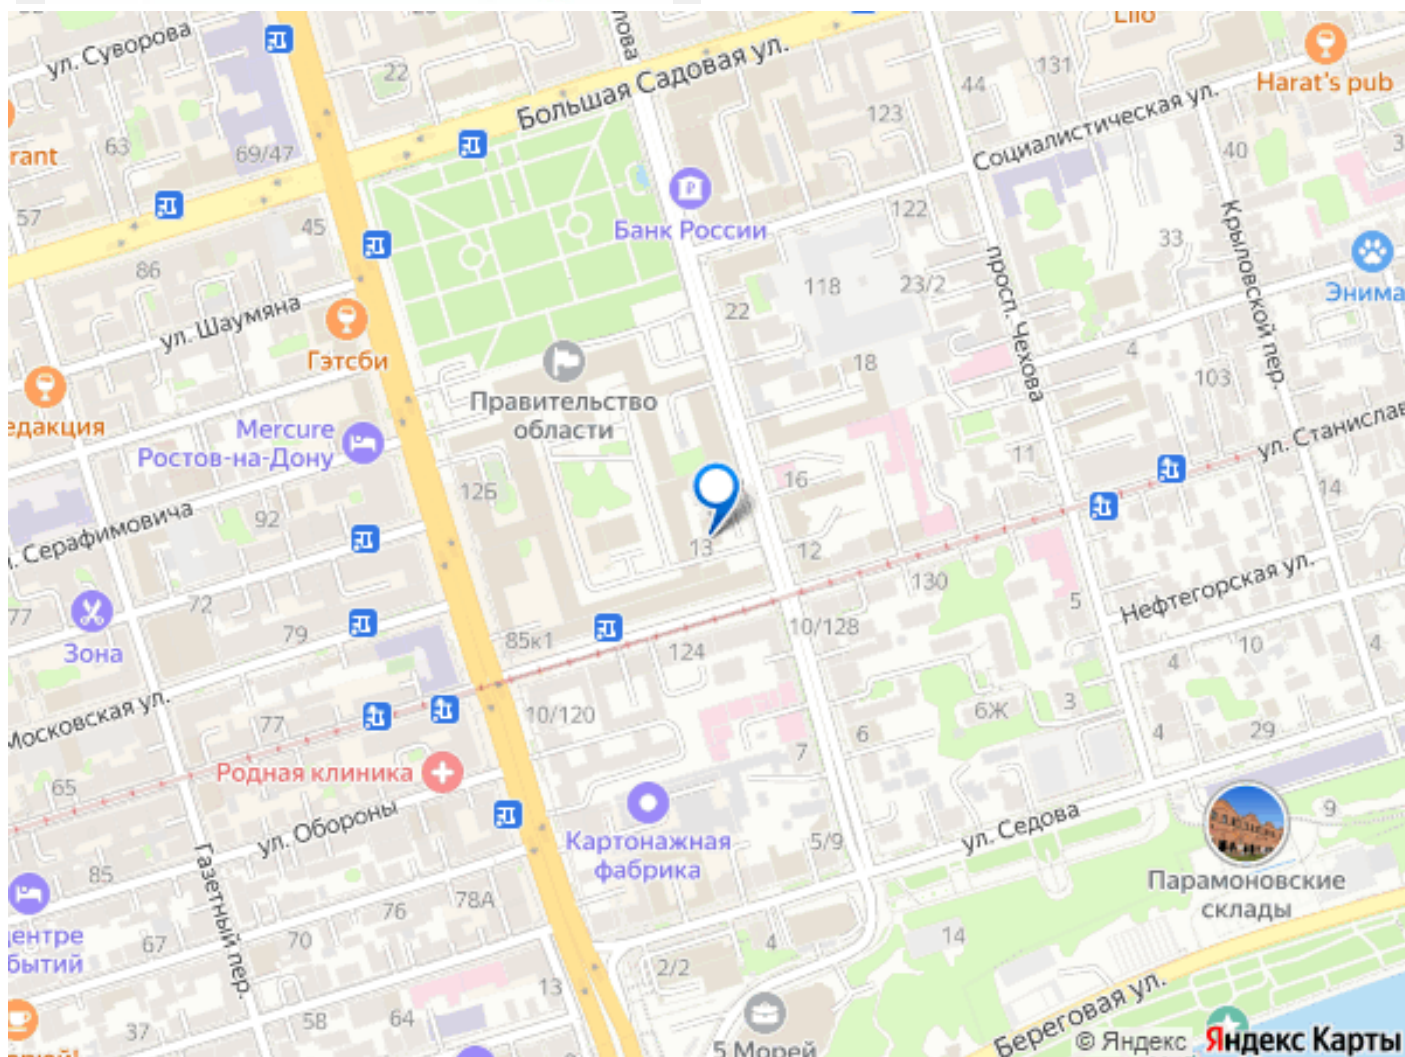 Lilo
ул. Суворова
22
Большая Садовая ул.
131
44
Harat's pub
123
63
69/47
Социалистическая ул.
40
rant
57
45
Банк России
122
33
Крыловской пер.
86
118
23/2
просп. Чехова
Энима
ул. Шаумяна
22
Гэтсби
18
4
103
Правительство
области
едакция
Mercure
Ростов-на-Дону
ул. Станислав
11
16
14
12Б
92
. Серафимовича
13
12
130
Нефтегорская ул.
77
72
5
Зона
79
85к1
10/128
124
10
4
4
Московская ул.
77
10/120
6Ж
3
6
4
29
7
65
Родная клиника
ул. Обороны
Картонажная
фабрика
5/9
ул. Седова
9
85
Газетный пер.
78А
76
Парамоновские
склады
центре
бытий
67
70
4
14
2/2
13
Береговая ул.
37
58
64
5 Морей
© Яндекс Яндекс Карты